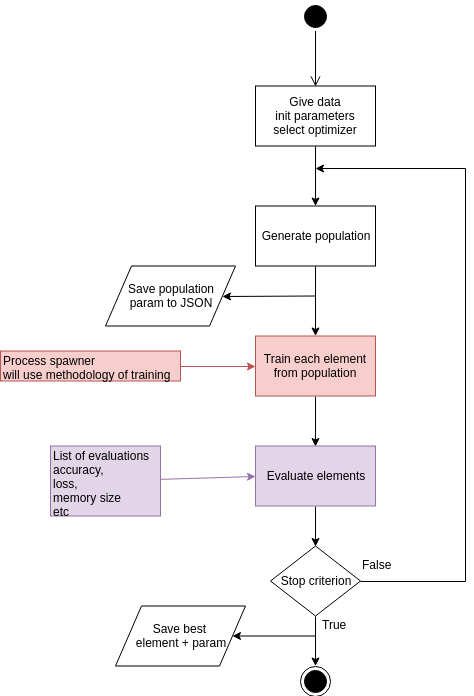 Give data
init parameters
select optimizer
Generate population
Save population
param to JSON
Process spawner
will use methodology of training
Train each element
from population
List of evaluations
accuracy,
loss,
memory size
etc
Evaluate elements
Stop criterion
False
True
Save best
element + param